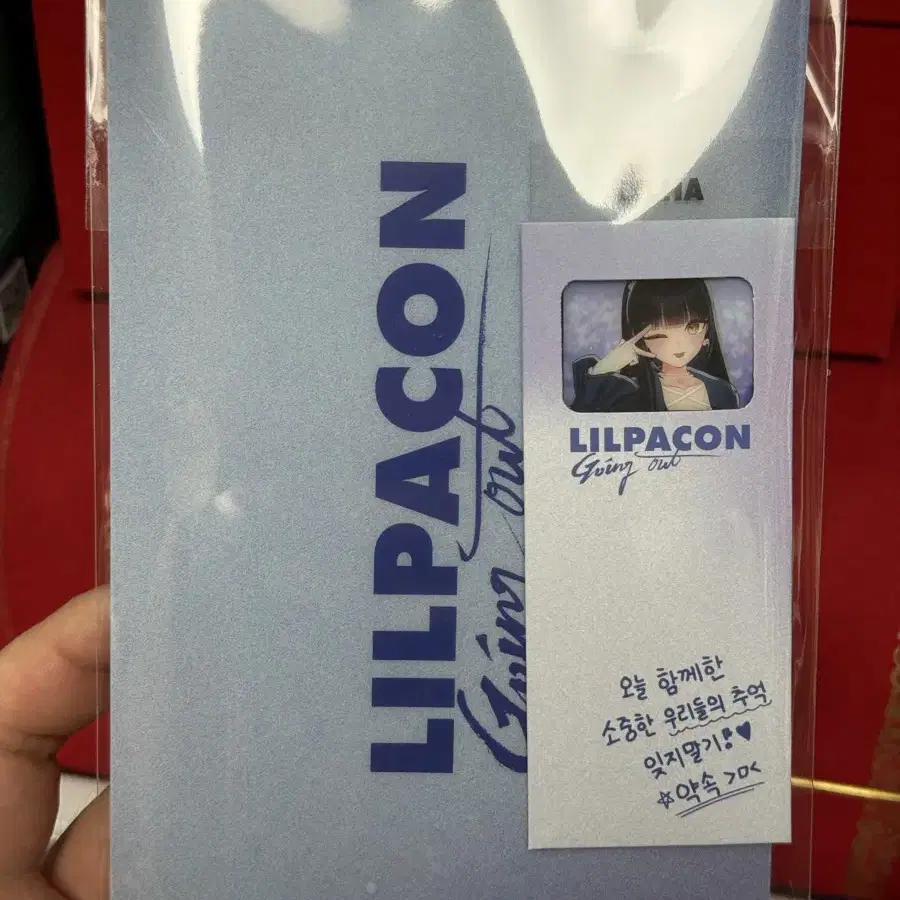 LILPACON
Going out
LILPACON
Going out
오늘 함께한
소중한 우리들의 추억
잊지말기!♥
☆약속 >ㅁ<